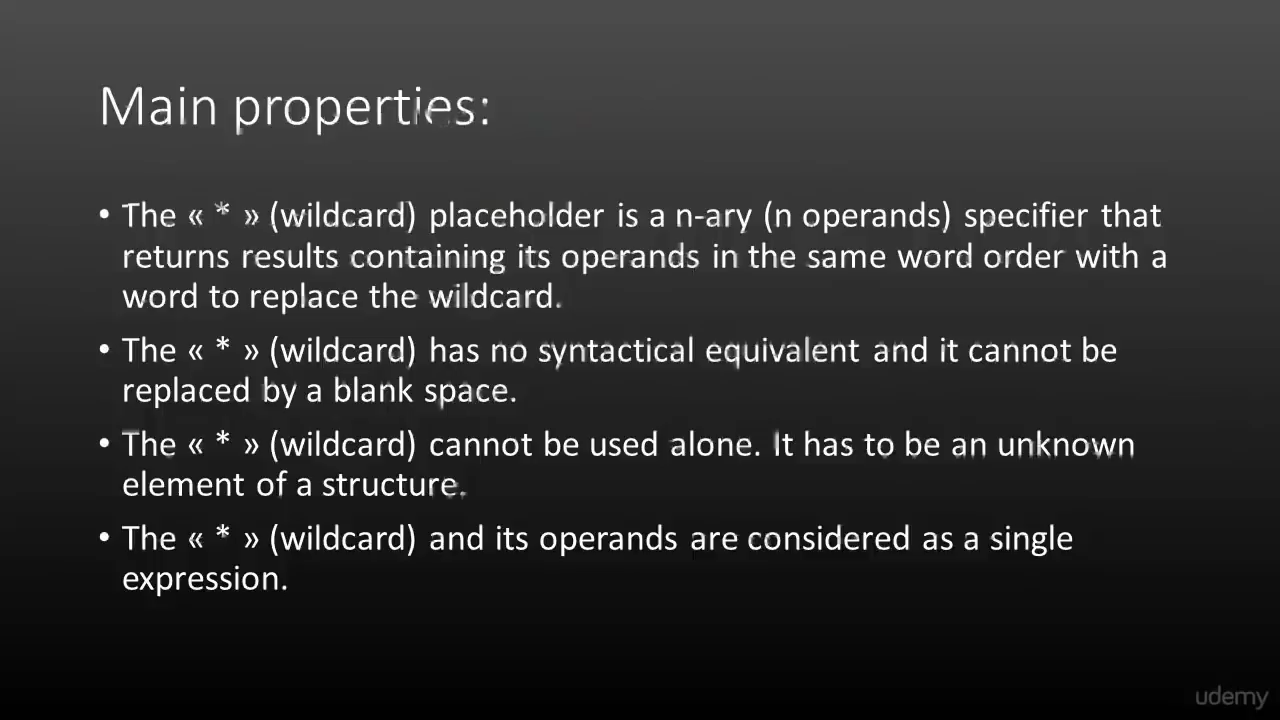 Main properties:
• The « * » (wildcard) placeholder is a n-ary (n operands) specifier that
returns results containing its operands in the same word order with a
word to replace the wildcard.
• The « * » (wildcard) has no syntactical equivalent and it cannot be
replaced by a blank space.
• The « * » (wildcard) cannot be used alone. It has to be an unknown
element of a structure.
• The « * » (wildcard) and its operands are considered as a single
expression.
udemy